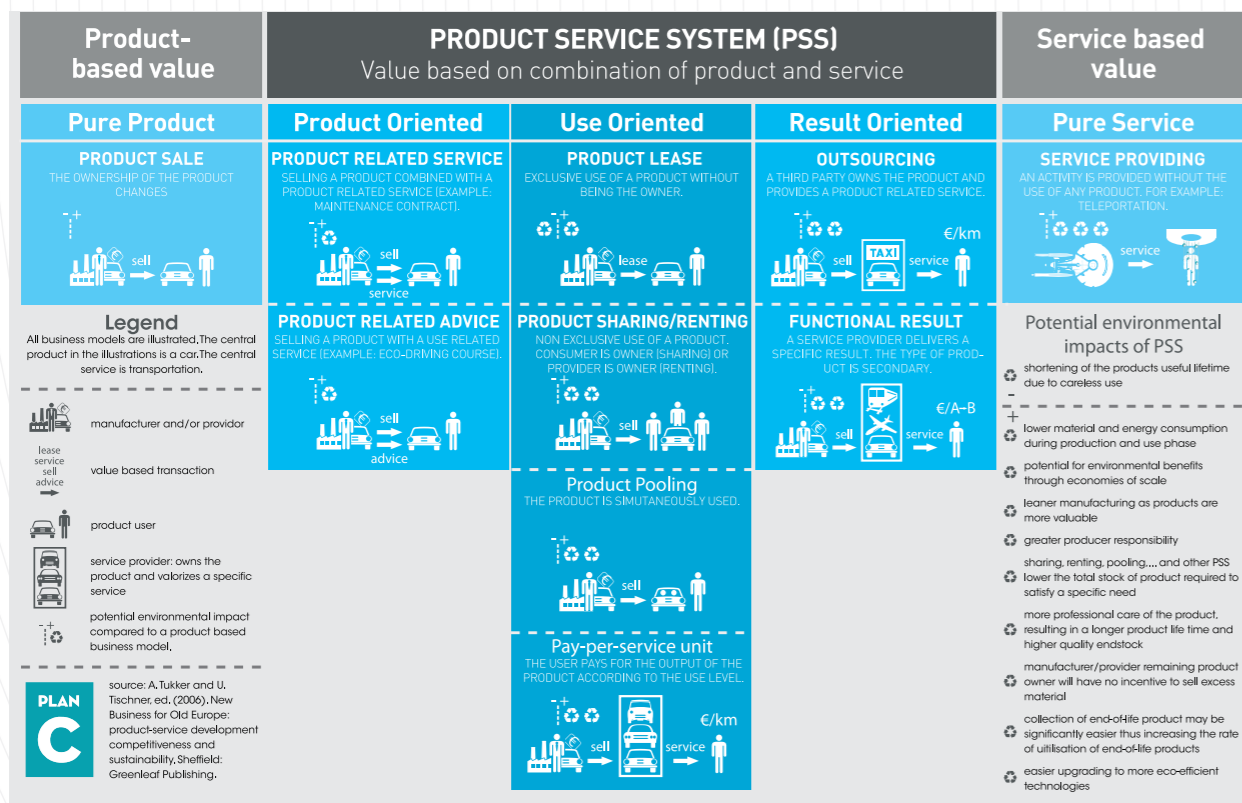 Product-
based value
PRODUCT SERVICE SYSTEM (PSS)
Value based on combination of product and service
Service based
value
Pure Product
Product Oriented
Use Oriented
Result Oriented
Pure Service
PRODUCT SALE
THE OWNERSHIP OF THE PRODUCT
CHANGES
- +
sell
PRODUCT RELATED SERVICE
SELLING A PRODUCT COMBINED WITH A
PRODUCT RELATED SERVICE (EXAMPLE:
MAINTENANCE CONTRACT).
- +
sell
service
PRODUCT LEASE
EXCLUSIVE USE OF A PRODUCT WITHOUT
BEING THE OWNER.
- +
lease
OUTSOURCING
A THIRD PARTY OWNS THE PRODUCT AND
PROVIDES A PRODUCT RELATED SERVICE.
- +
€/km
TAXI
sell
service
SERVICE PROVIDING
AN ACTIVITY IS PROVIDED WITHOUT THE
USE OF ANY PRODUCT. FOR EXAMPLE:
TELEPORTATION.
- +
service
Legend
All business models are illustrated.The central
product in the illustrations is a car.The central
service is transportation.
manufacturer and/or providor
lease
service
sell
advice
value based transaction
product user
service provider: owns the
product and valorizes a specific
service
- +
potential environmental impact
compared to a product based
business model.
PLAN
C
source: A.Tukker and U.
Tischner, ed. (2006). New
Business for Old Europe:
product-service development
competitiveness and
sustainability, Sheffield:
Greenleaf Publishing.
PRODUCT RELATED ADVICE
SELLING A PRODUCT WITH A USE RELATED
SERVICE (EXAMPLE: ECO-DRIVING COURSE).
- +
sell
advice
PRODUCT SHARING/RENTING
NON EXCLUSIVE USE OF A PRODUCT.
CONSUMER IS OWNER (SHARING) OR
PROVIDER IS OWNER (RENTING).
- +
sell
Product Pooling
THE PRODUCT IS SIMUTANEOUSLY USED.
- +
sell
Pay-per-service unit
THE USER PAYS FOR THE OUTPUT OF THE
PRODUCT ACCORDING TO THE USE LEVEL.
- +
€/km
sell
service
FUNCTIONAL RESULT
A SERVICE PROVIDER DELIVERS A
SPECIFIC RESULT. THE TYPE OF PROD-
UCT IS SECONDARY.
- +
€/A–B
sell
service
Potential environmental
impacts of PSS
shortening of the products useful lifetime
due to careless use
-
+
lower material and energy consumption
during production and use phase
potential for environmental benefits
through economies of scale
leaner manufacturing as products are
more valuable
greater producer responsibility
sharing, renting, pooling,... and other PSS
lower the total stock of product required to
satisfy a specific need
more professional care of the product,
resulting in a longer product life time and
higher quality endstock
manufacturer/provider remaining product
owner will have no incentive to sell excess
material
collection of end-of-life product may be
significantly easier thus increasing the rate
of uitilisation of end-of-life products
easier upgrading to more eco-efficient
technologies